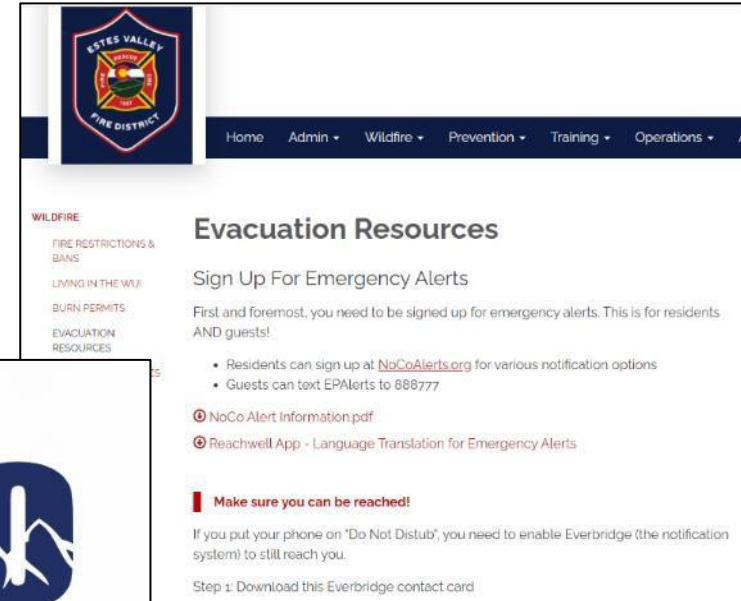 ESTES VALLEY
FIRE RESCUE EMS
1907
FIRE DISTRICT
Home Admin Wildfire Prevention Training Operations
WILDFIRE
FIRE RESTRICTIONS &
BANS
LIVING IN THE WUI
BURN PERMITS
EVACUATION
RESOURCES
Evacuation Resources
Sign Up For Emergency Alerts
First and foremost, you need to be signed up for emergency alerts. This is for residents
AND guests!
• Residents can sign up at NoCoAlerts.org for various notification options
• Guests can text EPAlerts to 888777
NoCo Alert Information.pdf
Reachwell App - Language Translation for Emergency Alerts
Make sure you can be reached!
If you put your phone on "Do Not Distub", you need to enable Everbridge (the notification
system) to still reach you.
Step 1: Download this Everbridge contact card